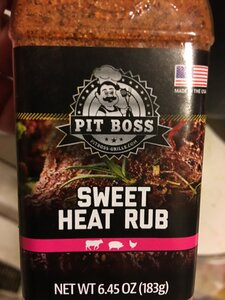 MADE IN THE USA
PIT BOSS
PITBOSS-GRILLS.COM
SWEET
HEAT RUB
NET WT 6.45 OZ (183g)